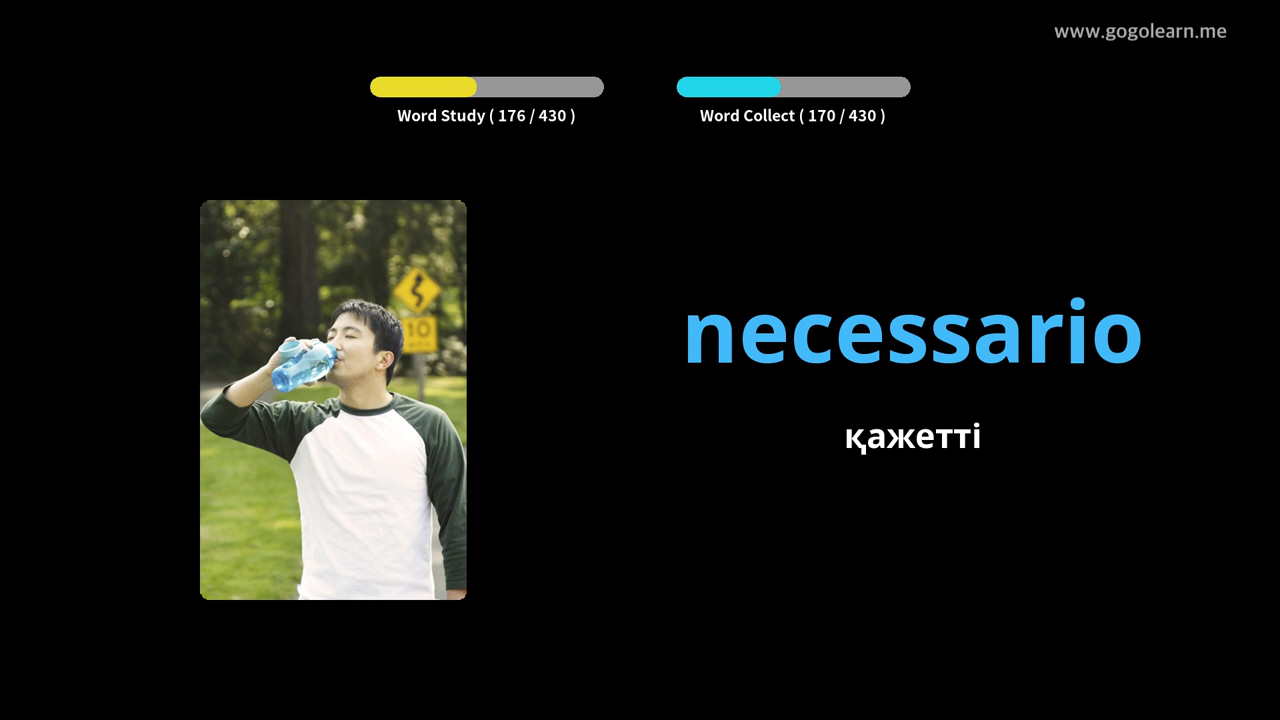 www.gogolearn.me
Word Study ( 176 / 430 )
Word Collect ( 170 / 430 )
10
necessario
қажетті